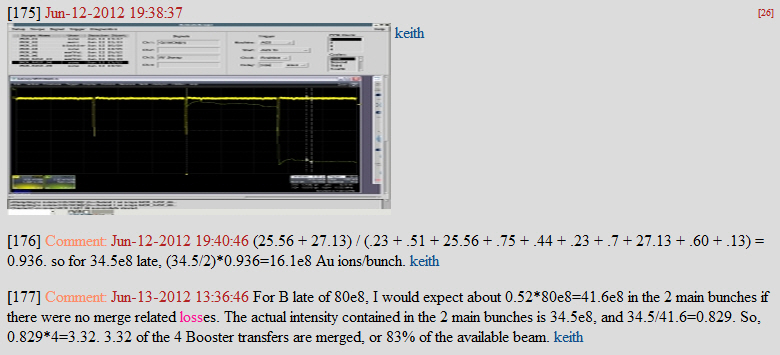 [175] Jun-12-2012 19:38:37
[26]
keith
[176] Comment: Jun-12-2012 19:40:46 (25.56 + 27.13) / (.23 + .51 + 25.56 + .75 + .44 + .23 + .7 + 27.13 + .60 + .13) =
0.936. so for 34.5e8 late, (34.5/2)*0.936=16.1e8 Au ions/bunch. keith
[177] Comment: Jun-13-2012 13:36:46 For B late of 80e8, I would expect about 0.52*80e8=41.6e8 in the 2 main bunches if
there were no merge related losses. The actual intensity contained in the 2 main bunches is 34.5e8, and 34.5/41.6=0.829. So,
0.829*4=3.32. 3.32 of the 4 Booster transfers are merged, or 83% of the available beam. keith